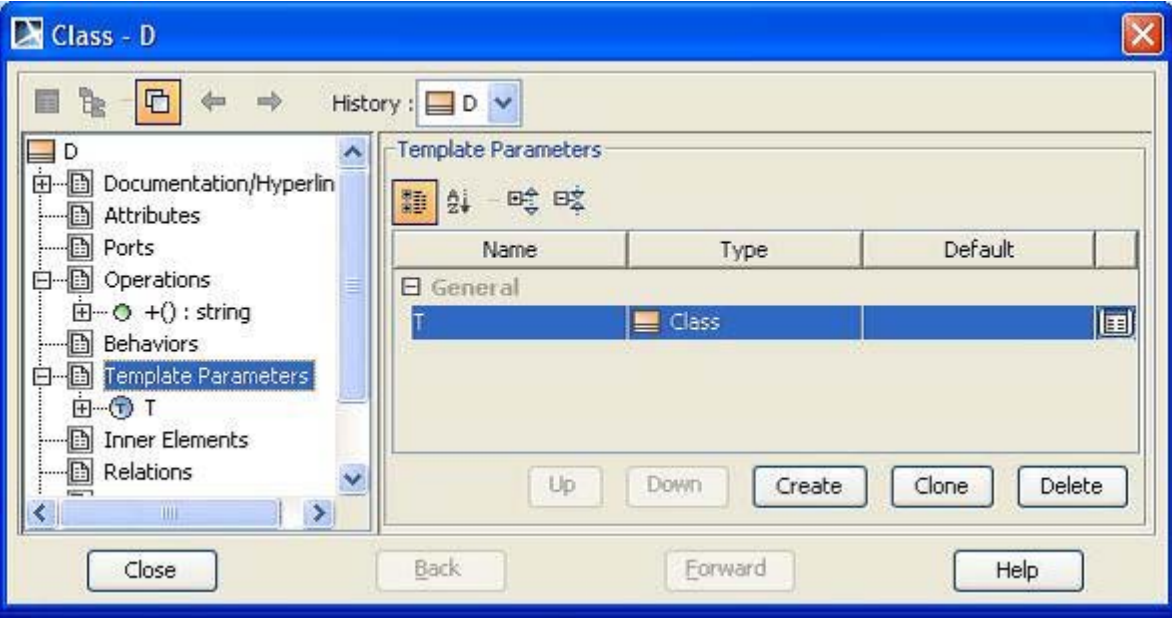 Class - D
History : D
D
Documentation/Hyperlin
Attributes
Ports
Operations
+() : string
Behaviors
Template Parameters
T
Inner Elements
Relations
Template Parameters
Name Type Default
General
T Class
Up Down Create Clone Delete
Close Back Forward Help